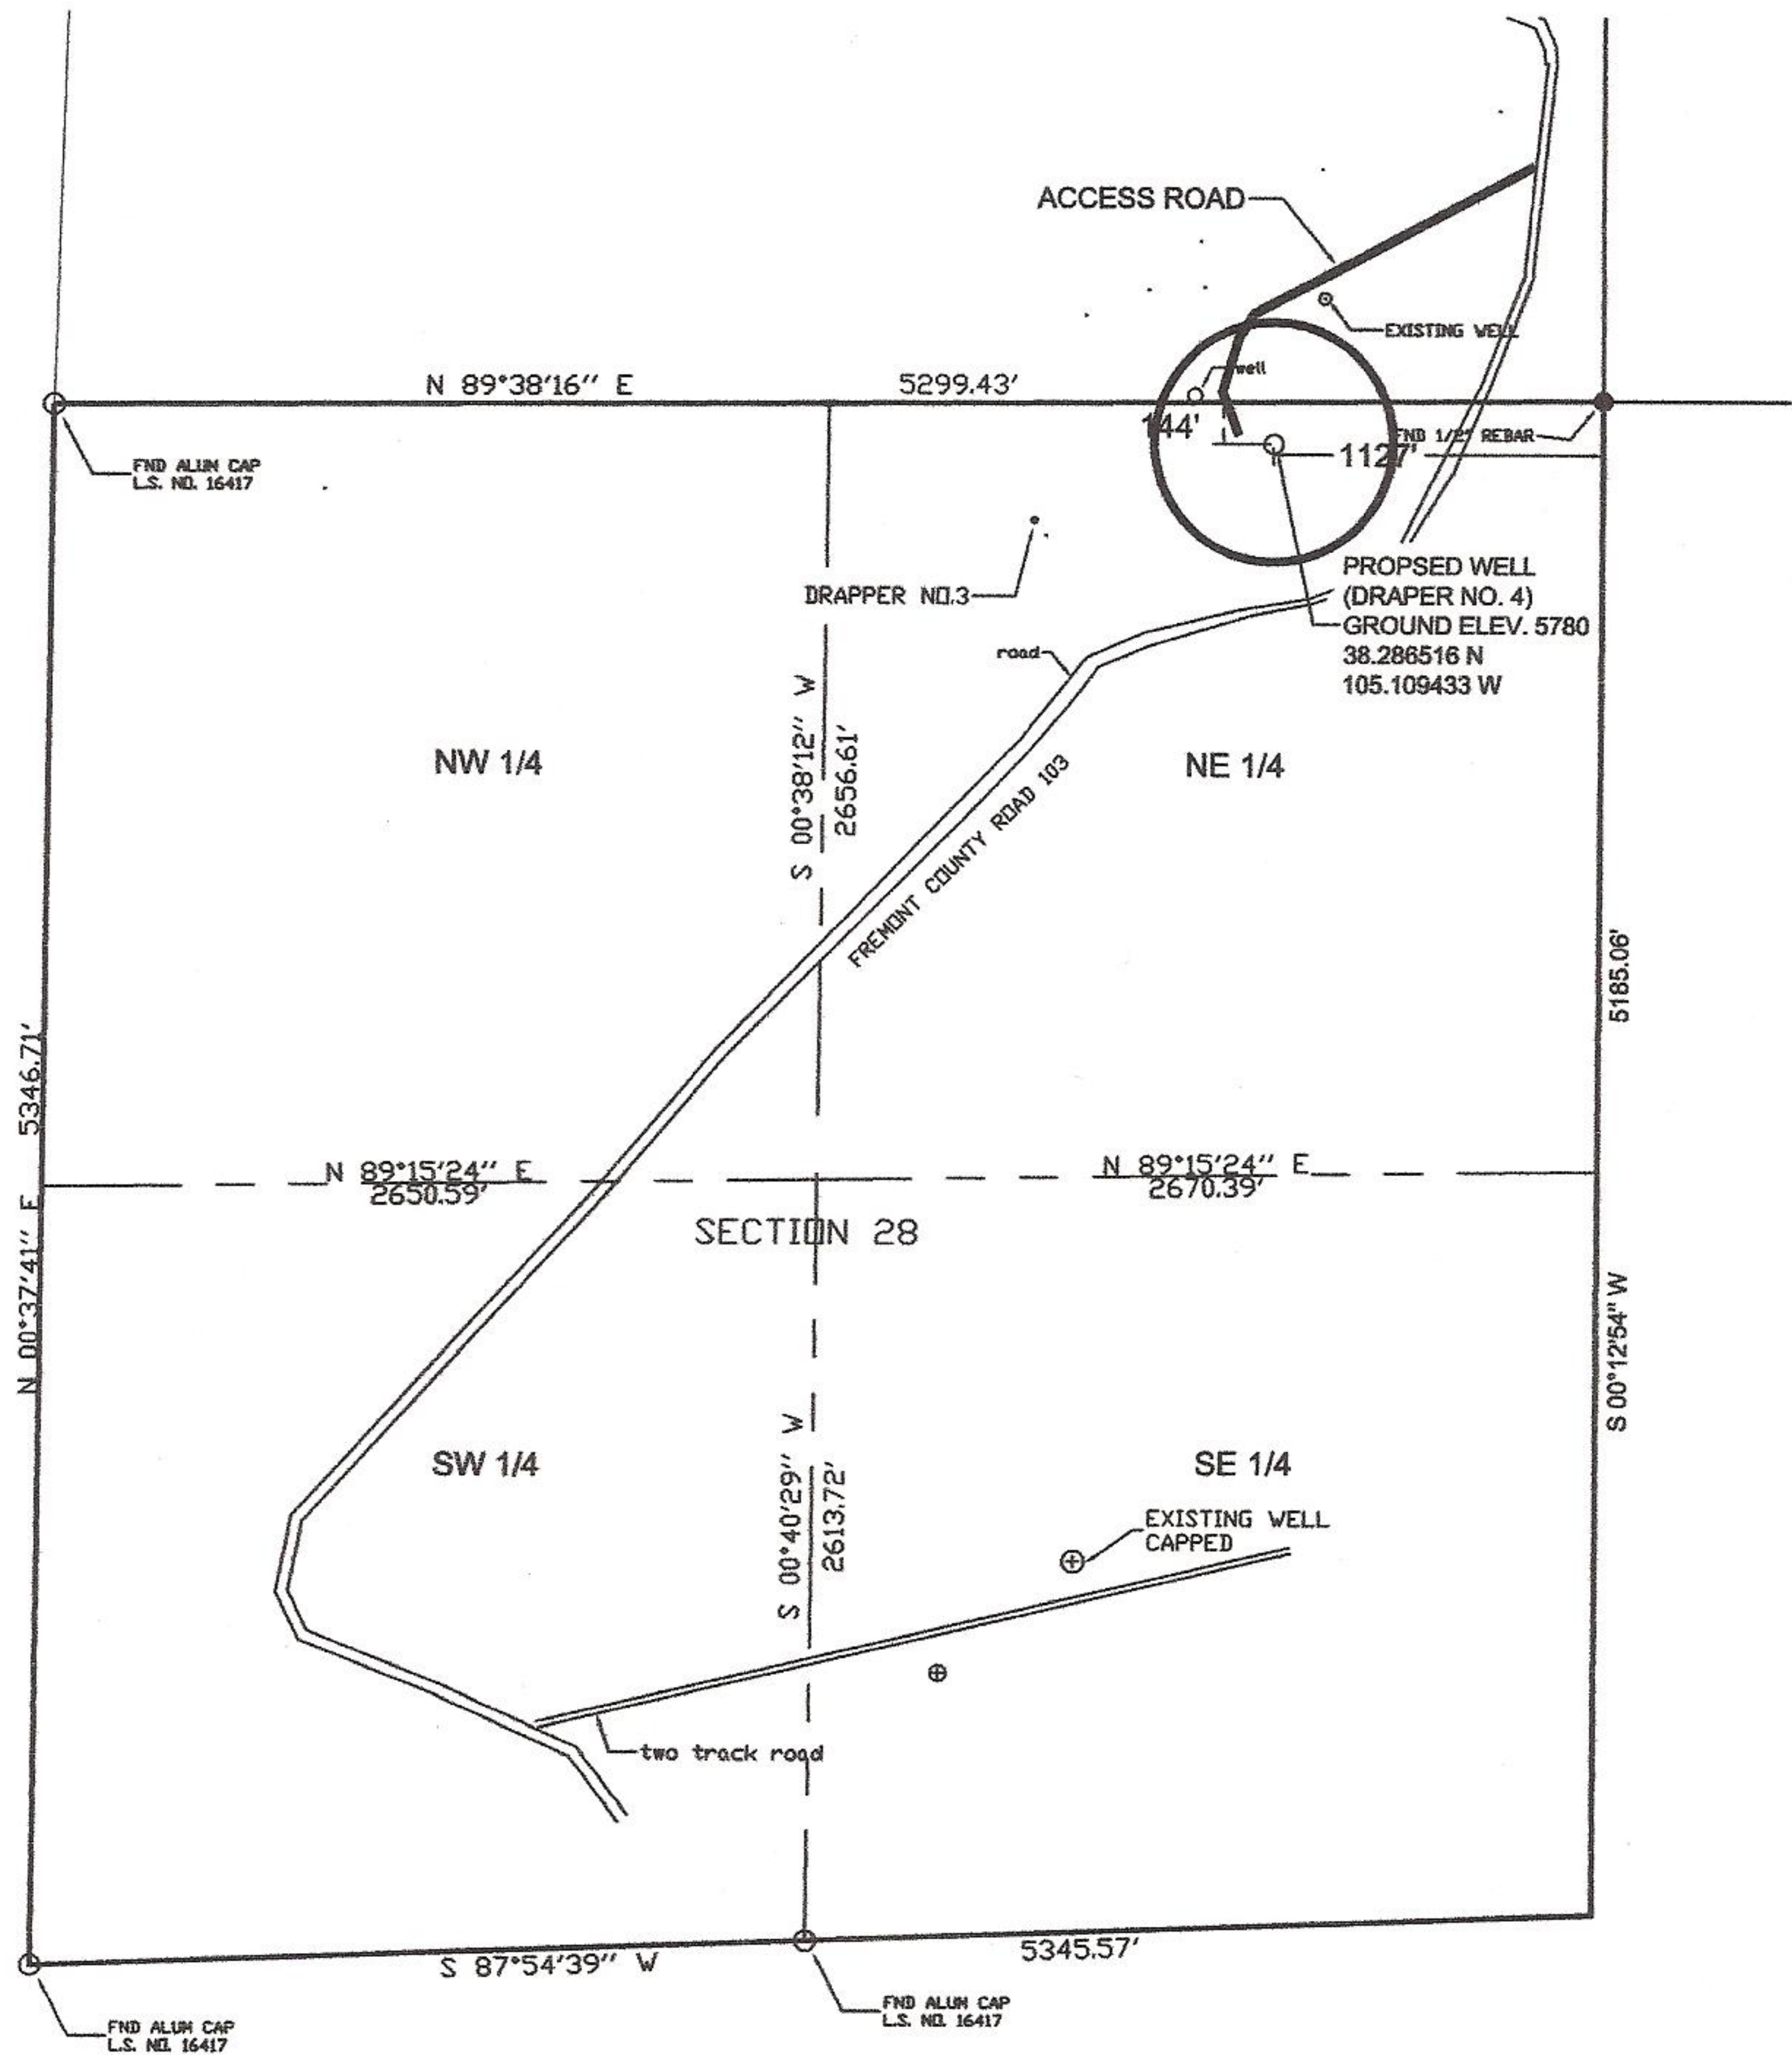 ACCESS ROAD
EXISTING WELL
well
N 89°38'16" E
5299.43'
144'
FND 1/2" REBAR
1127'
FND ALUM CAP
L.S. NO. 16417
DRAPPER NO.3
PROPSED WELL
(DRAPER NO. 4)
GROUND ELEV. 5780
38.286516 N
105.109433 W
road
S 00°38'12" W
2656.61'
NW 1/4
NE 1/4
FREMONT COUNTY ROAD 103
5185.06'
N 00°37'41" E 5346.71'
N 89°15'24" E
2650.59'
N 89°15'24" E
2670.39'
SECTION 28
S 00°12'54" W
SW 1/4
SE 1/4
S 00°40'29" W
2613.72'
EXISTING WELL
CAPPED
two track road
S 87°54'39" W
5345.57'
FND ALUM CAP
L.S. NO. 16417
FND ALUM CAP
L.S. NO. 16417